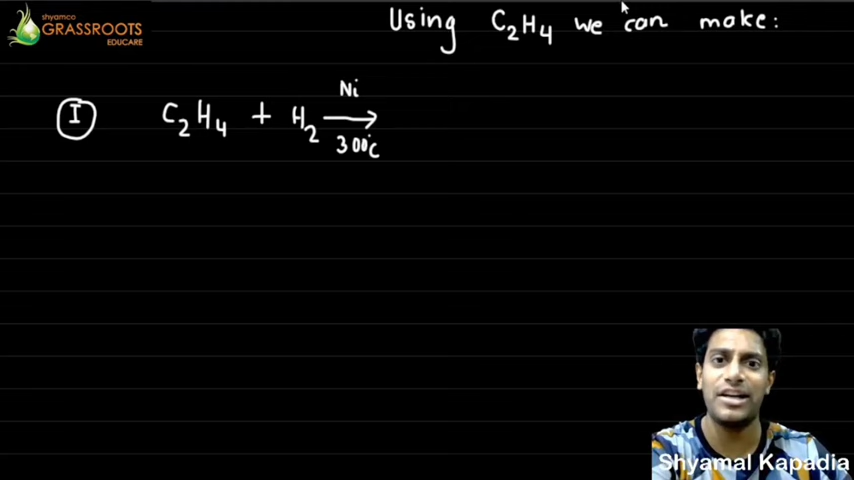 shyamco
GRASSROOTS
EDUCARE
Using C₂H₄ we can make:
I C₂H₄ + H₂ Ni → 300°C
Shyamal Kapadia